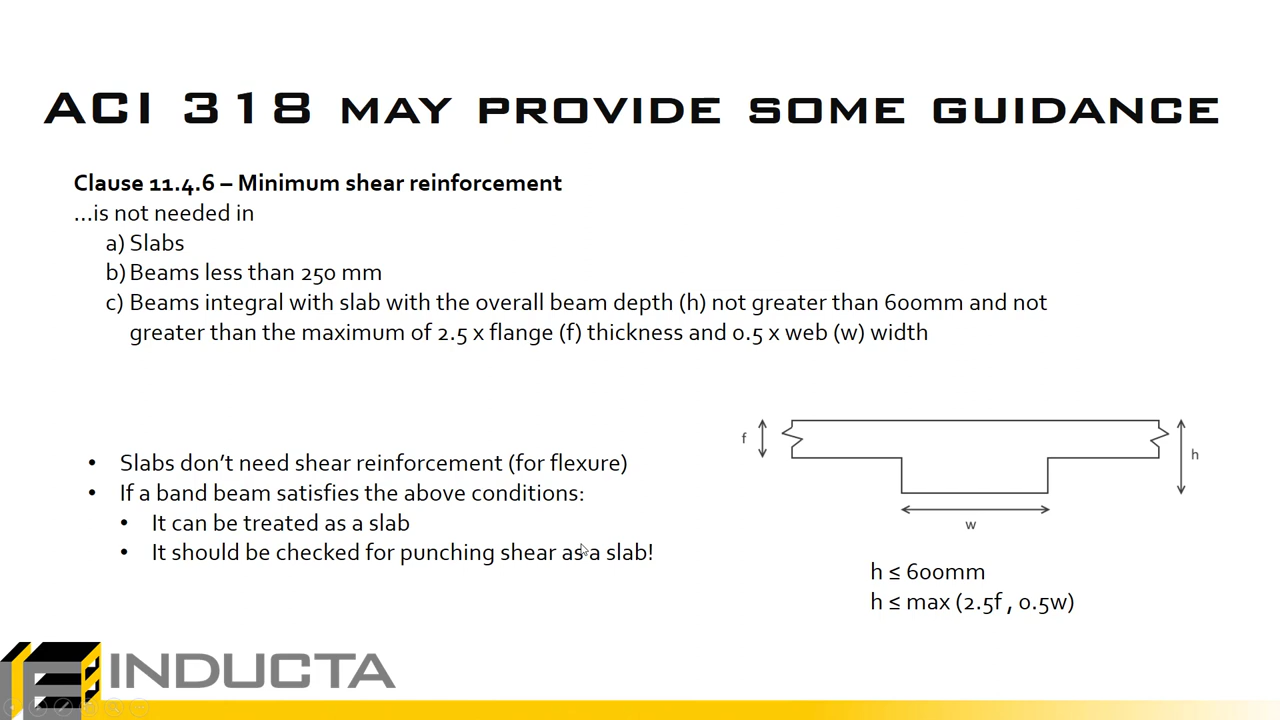 ACI 318 MAY PROVIDE SOME GUIDANCE
Clause 11.4.6 – Minimum shear reinforcement
...is not needed in
a) Slabs
b) Beams less than 250 mm
c) Beams integral with slab with the overall beam depth (h) not greater than 600mm and not
greater than the maximum of 2.5 x flange (f) thickness and 0.5 x web (w) width
• Slabs don't need shear reinforcement (for flexure)
• If a band beam satisfies the above conditions:
• It can be treated as a slab
• It should be checked for punching shear as a slab!
f
h
w
h ≤ 600mm
h ≤ max (2.5f , 0.5w)
INDUCTA